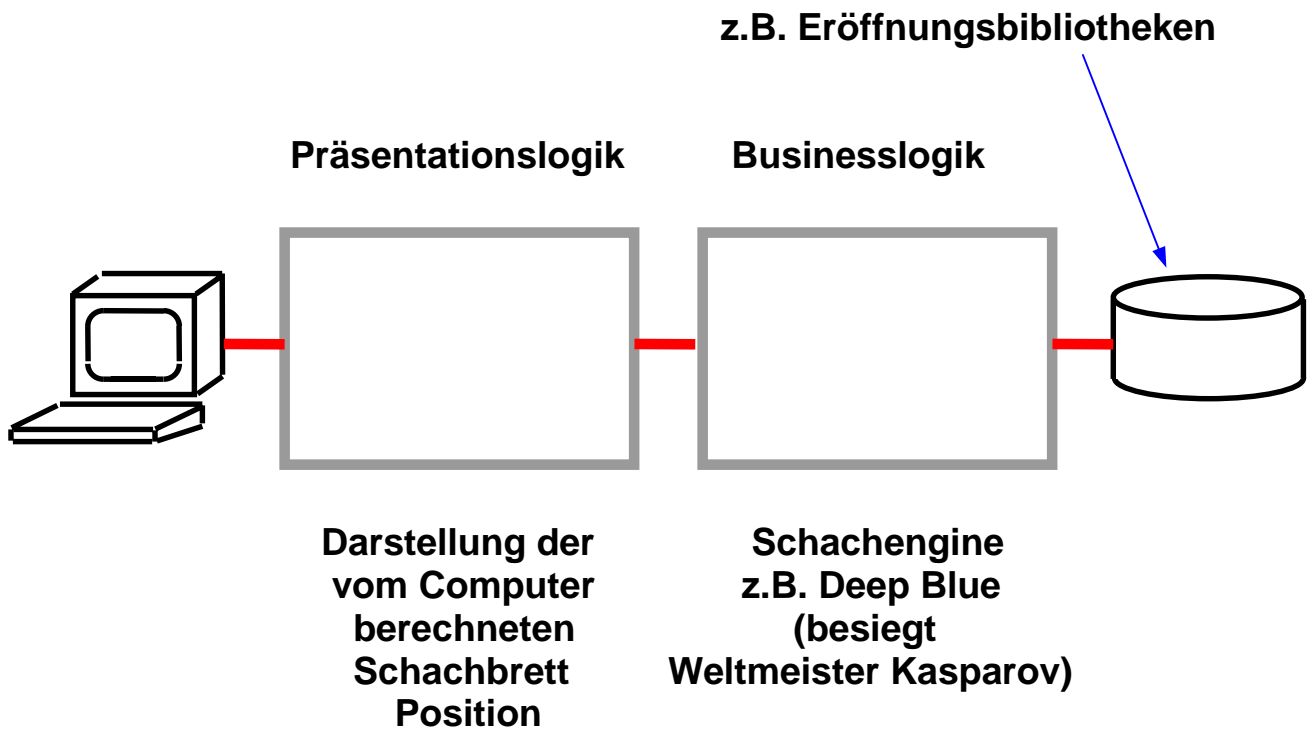 z.B. Eröffnungsbibliotheken
Präsentationslogik
Businesslogik
Darstellung der
vom Computer
berechneten
Schachbrett
Position
Schachengine
z.B. Deep Blue
(besiegt
Weltmeister Kasparov)